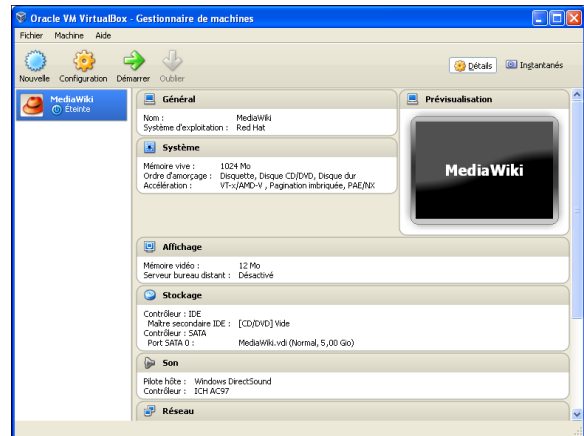 Oracle VM VirtualBox - Gestionnaire de machines
Fichier Machine Aide
Nouvelle Configuration Démarrer Oublier
Détails Instantanés
MediaWiki
Éteinte
Général
Nom : MediaWiki
Système d'exploitation : Red Hat
Système
Mémoire vive : 1024 Mo
Ordre d'amorçage : Disquette, Disque CD/DVD, Disque dur
Accélération : VT-x/AMD-V , Pagination imbriquée, PAE/NX
Prévisualisation
MediaWiki
Affichage
Mémoire vidéo : 12 Mo
Serveur bureau distant : Désactivé
Stockage
Contrôleur : IDE
Maître secondaire IDE : [CD/DVD] Vide
Contrôleur : SATA
Port SATA 0 : MediaWiki.vdi (Normal, 5,00 Gio)
Son
Pilote hôte : Windows DirectSound
Contrôleur : ICH AC97
Réseau